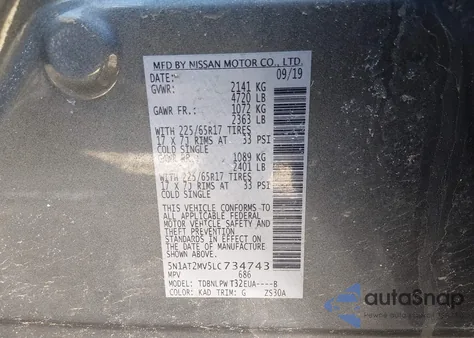 MFD BY NISSAN MOTOR CO., LTD.
DATE:- 09/19
GVWR: 2141 KG
4720 LB
GAWR FR: 1072 KG
2363 LB
WITH 225/65R17 TIRES
17 X 7J RIMS AT 33 PSI
COLD SINGLE
GAWR RR: 1089 KG
2401 LB
WITH 225/65R17 TIRES
17 X 7J RIMS AT 33 PSI
COLD SINGLE
THIS VEHICLE CONFORMS TO
ALL APPLICABLE FEDERAL
MOTOR VEHICLE SAFETY
STANDARDS IN EFFECT ON THE
DATE OF MANUFACTURE SHOWN
ABOVE.
5N1AT2MV5LC734743
MPV 686
MODEL: TDBNLPW T32EUA----B
COLOR: KAD TRIM: G ZS30A
autoSnap